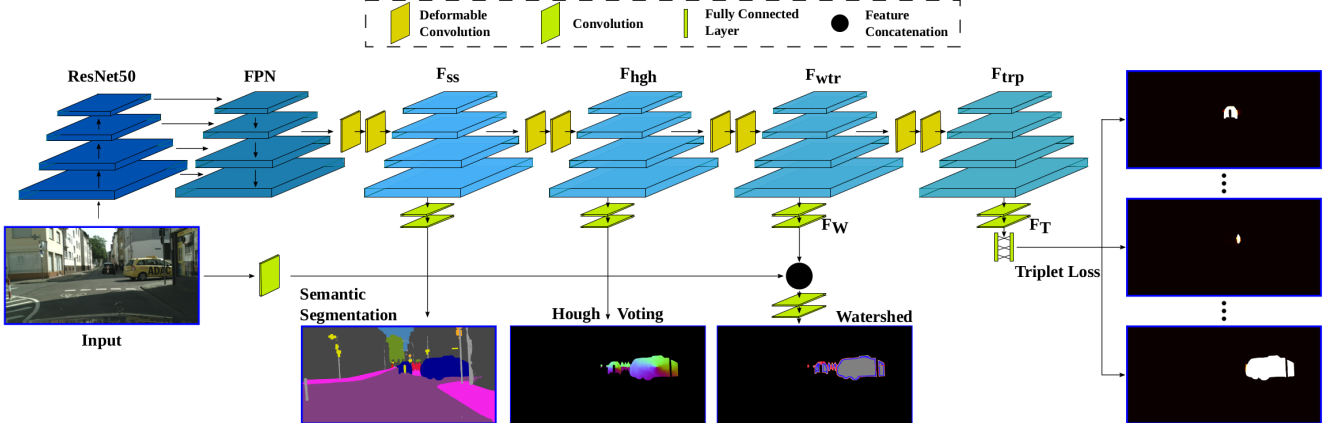 Deformable
Convolution
Convolution
Fully Connected
Layer
Feature
Concatenation
ResNet50
FPN
Fss
Fhgh
Fwtr
Ftrp
FW
FT
Triplet Loss
ADAC
Input
Semantic
Segmentation
Hough Voting
Watershed